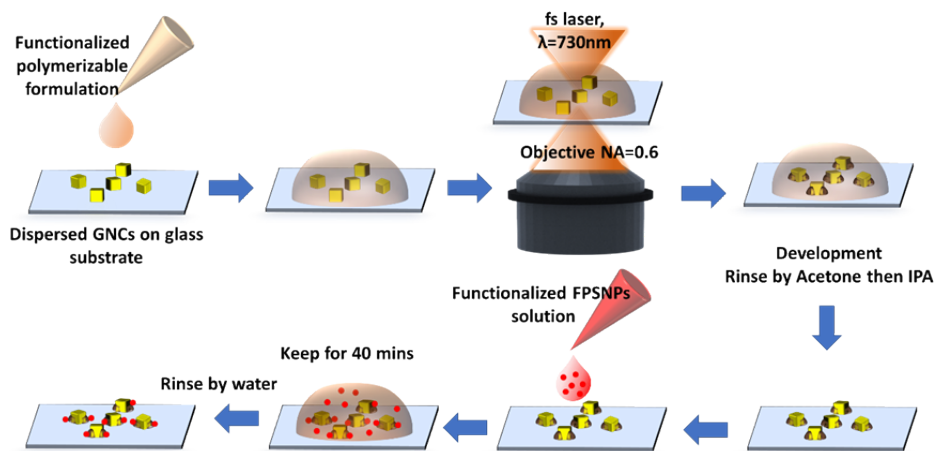 Functionalized
polymerizable
formulation
fs laser,
λ=730nm
Objective NA=0.6
Dispersed GNCs on glass
substrate
Development
Rinse by Acetone then IPA
Functionalized FPSNPs
solution
Keep for 40 mins
Rinse by water